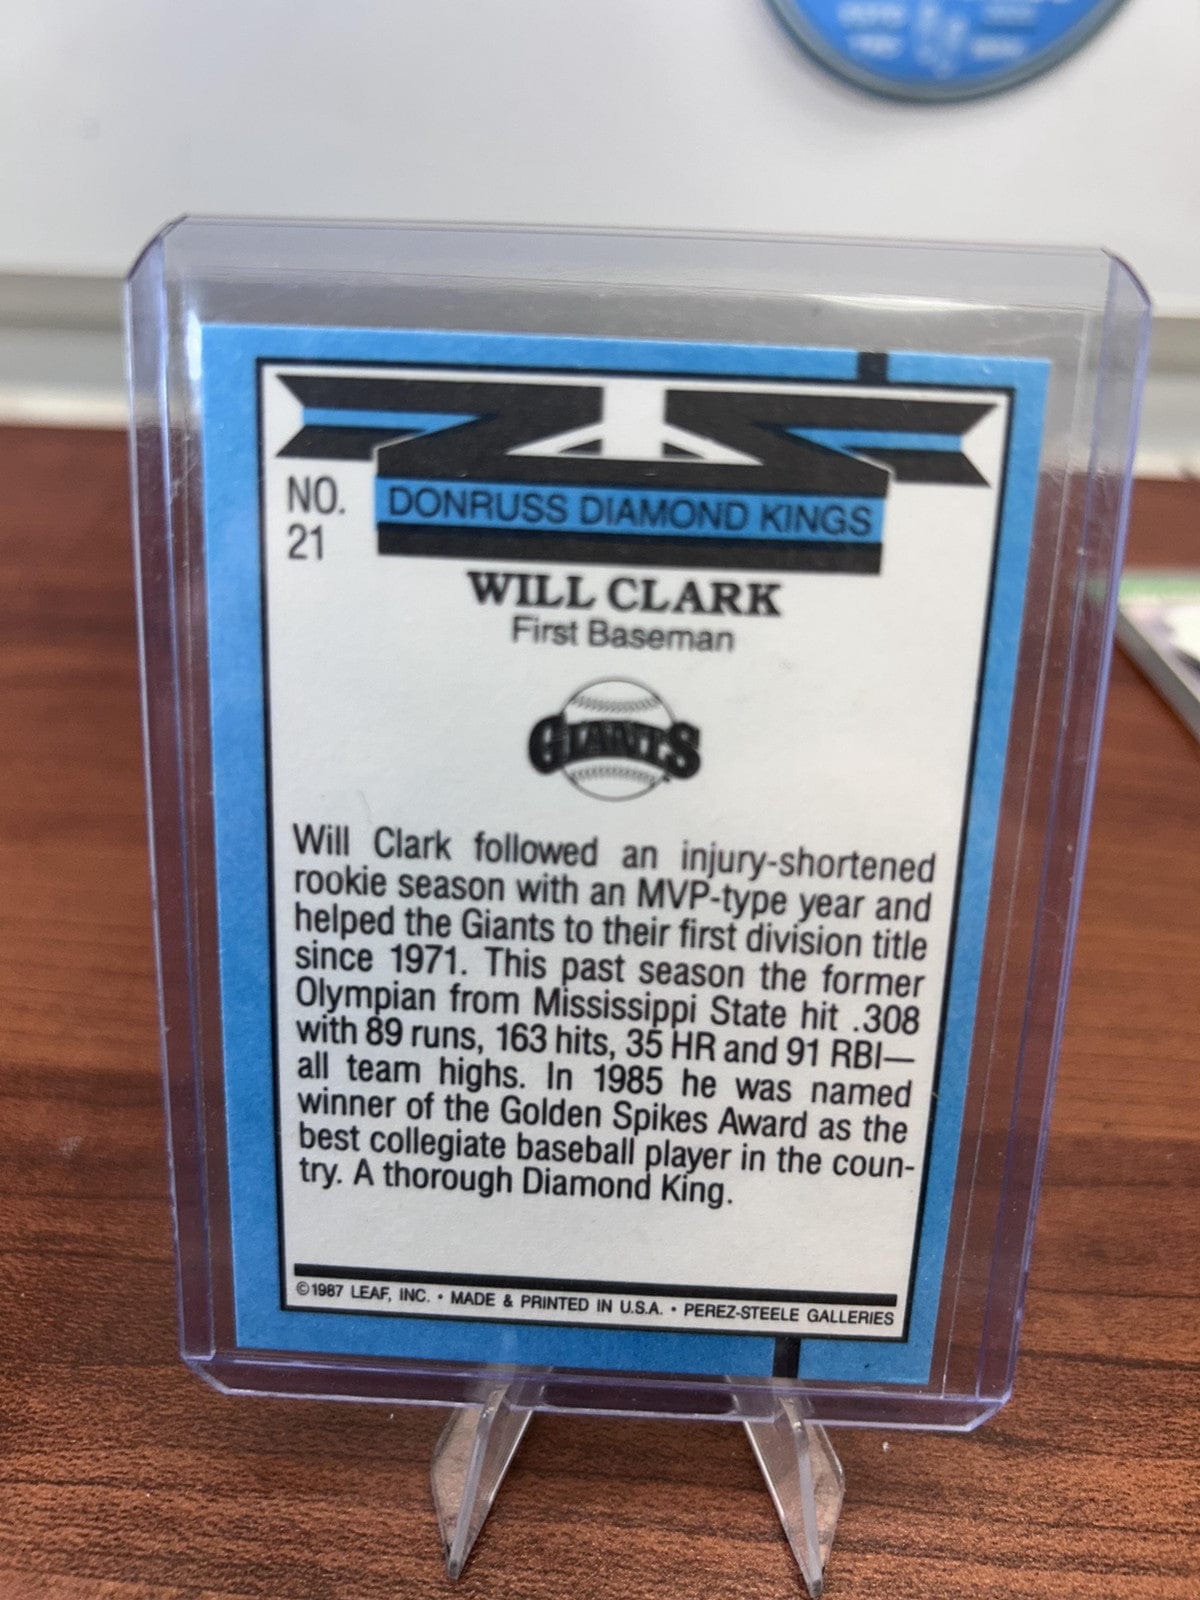 NO.
21
DONRUSS DIAMOND KINGS
WILL CLARK
First Baseman
GIANTS
Will Clark followed an injury-shortened
rookie season with an MVP-type year and
helped the Giants to their first division title
since 1971. This past season the former
Olympian from Mississippi State hit .308
with 89 runs, 163 hits, 35 HR and 91 RBI—
all team highs. In 1985 he was named
winner of the Golden Spikes Award as the
best collegiate baseball player in the coun-
try. A thorough Diamond King.
©1987 LEAF, INC. • MADE & PRINTED IN U.S.A. • PEREZ-STEELE GALLERIES